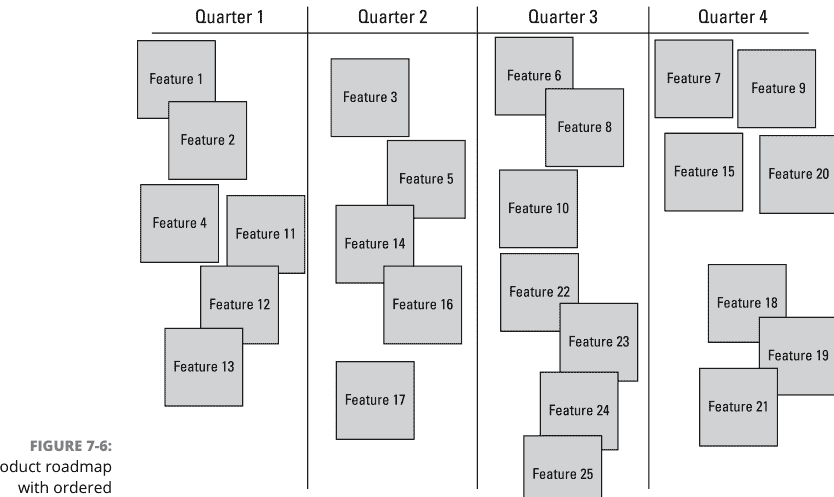 Quarter 1 Quarter 2 Quarter 3 Quarter 4
Feature 1
Feature 2
Feature 4
Feature 11
Feature 12
Feature 13
Feature 3
Feature 5
Feature 14
Feature 16
Feature 17
Feature 6
Feature 8
Feature 10
Feature 22
Feature 23
Feature 24
Feature 25
Feature 7
Feature 9
Feature 15
Feature 20
Feature 18
Feature 19
Feature 21
FIGURE 7-6:
roadmap
with ordered